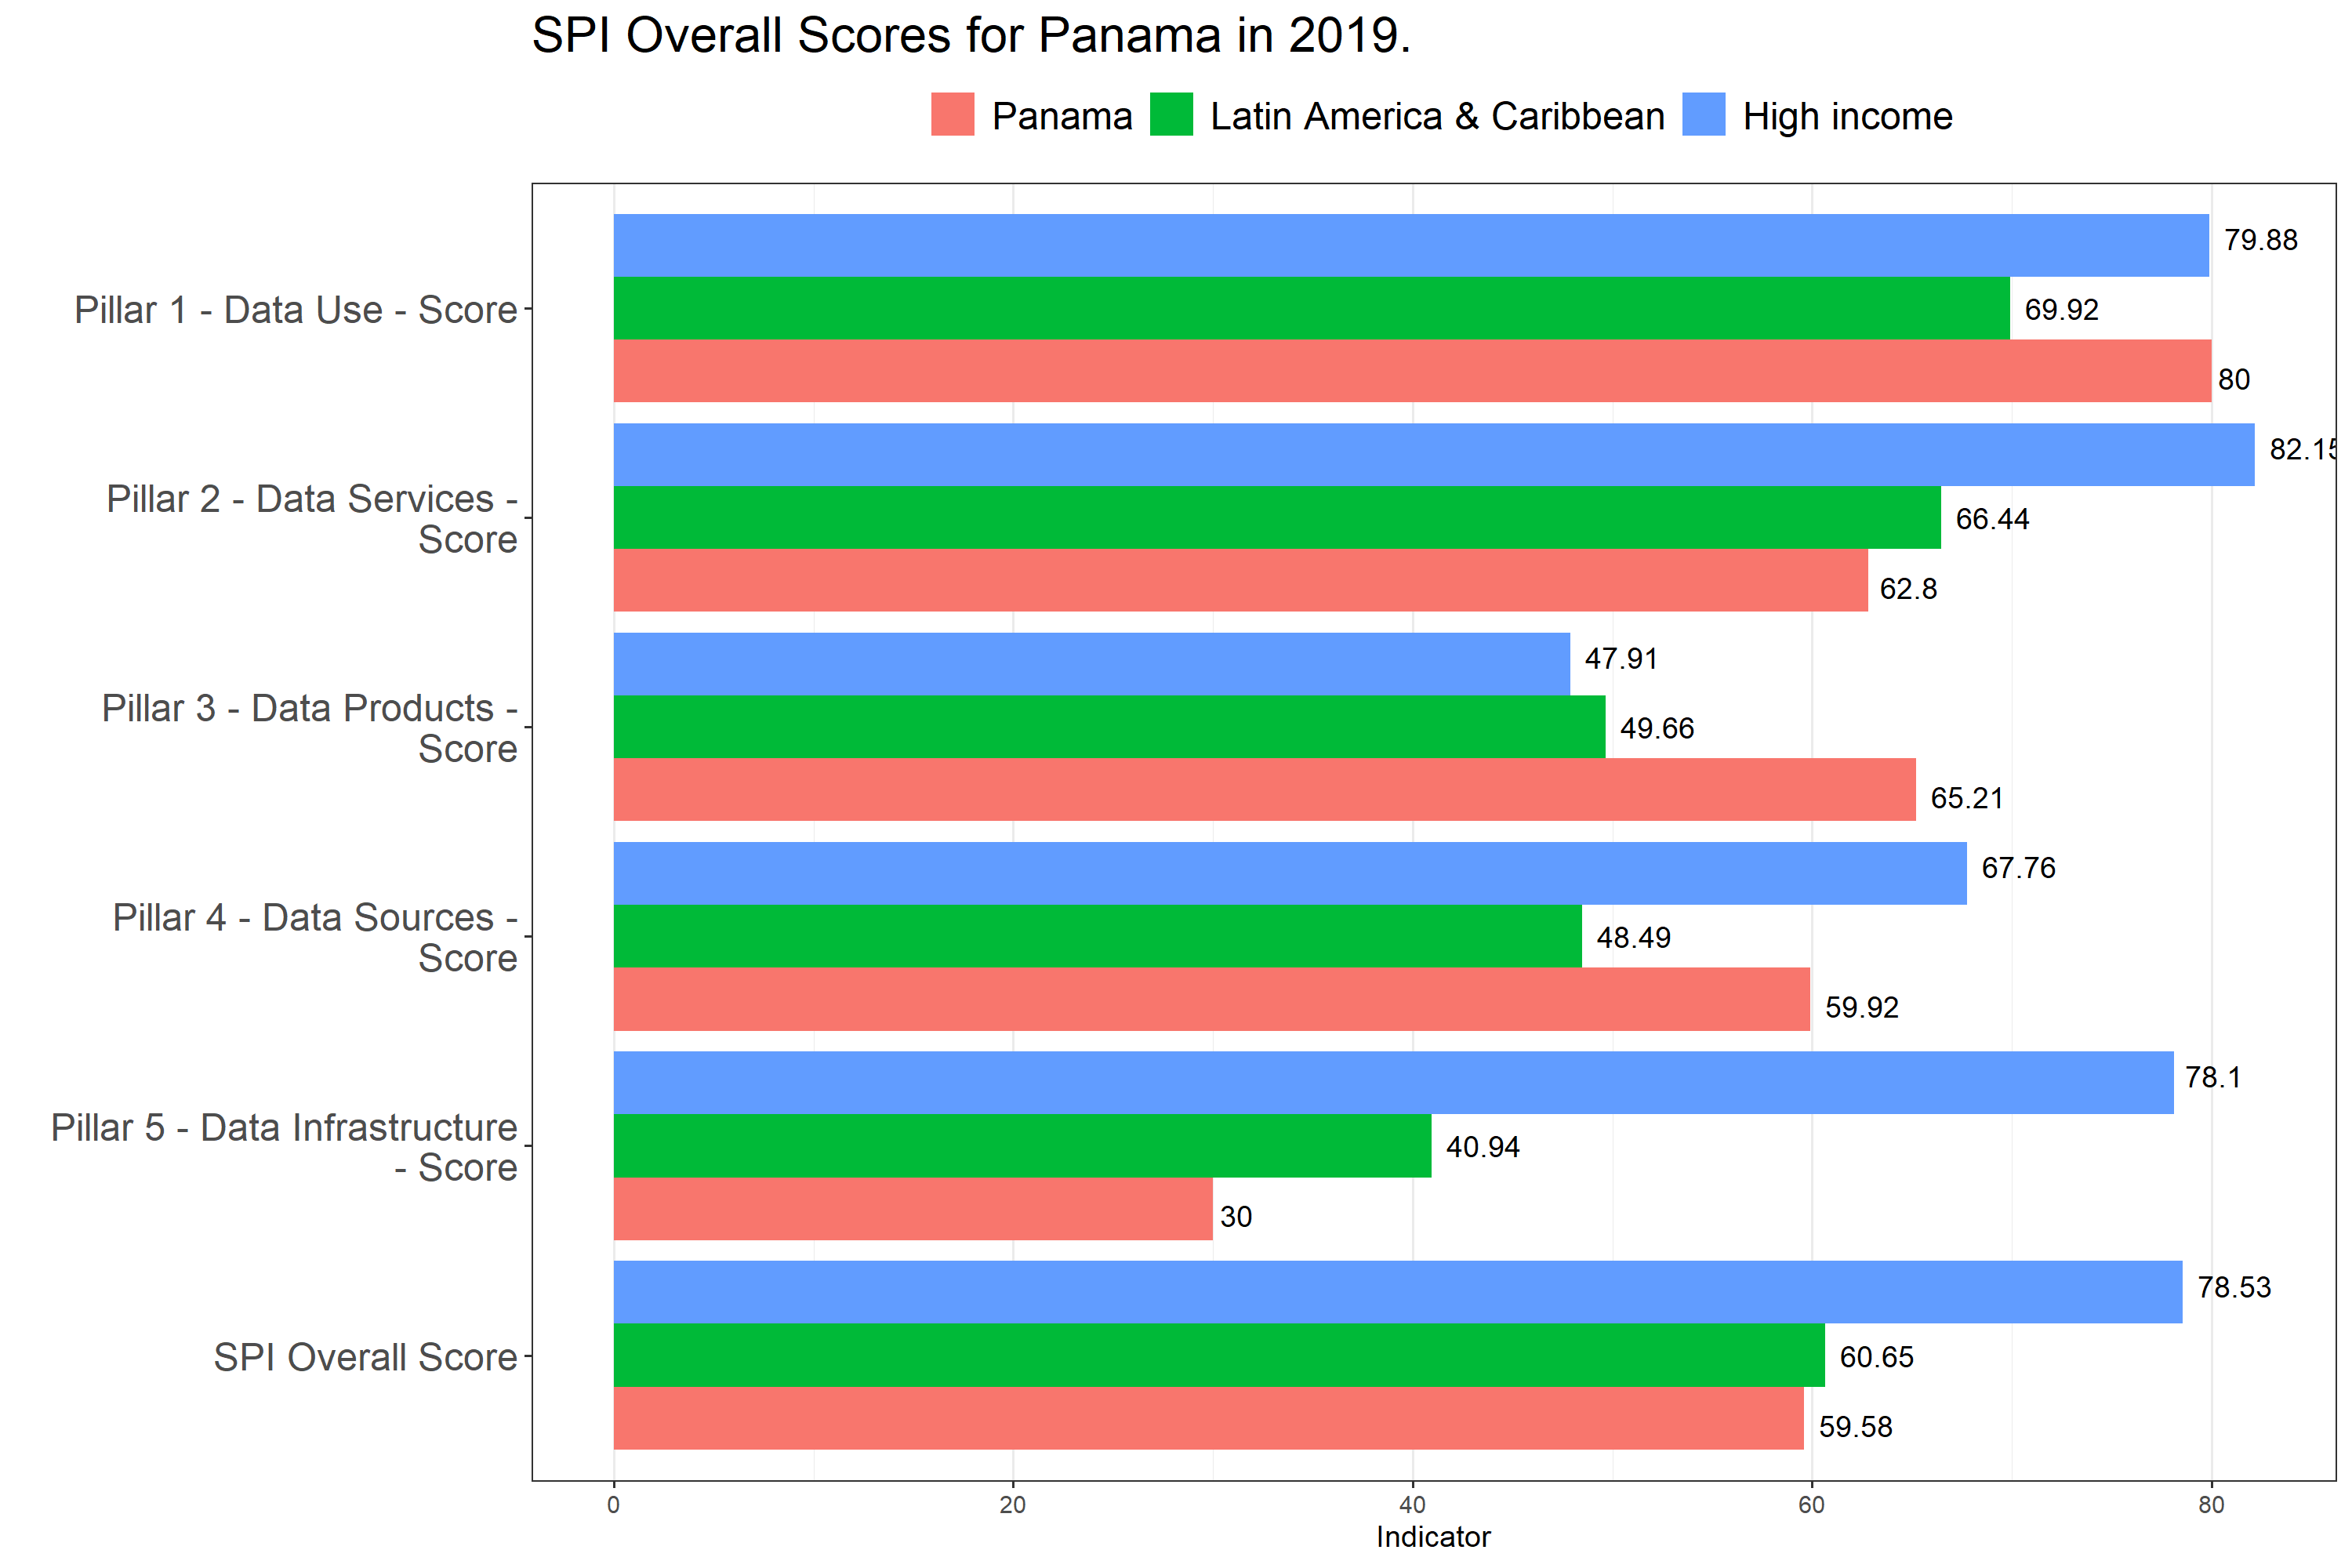 SPI Overall Scores for Panama in 2019.
Panama Latin America & Caribbean High income
Pillar 1 - Data Use - Score
79.88
69.92
80
Pillar 2 - Data Services -
Score
82.15
66.44
62.8
Pillar 3 - Data Products -
Score
47.91
49.66
65.21
Pillar 4 - Data Sources -
Score
67.76
48.49
59.92
Pillar 5 - Data Infrastructure
- Score
78.1
40.94
30
SPI Overall Score
78.53
60.65
59.58
0 20 40 60 80
Indicator